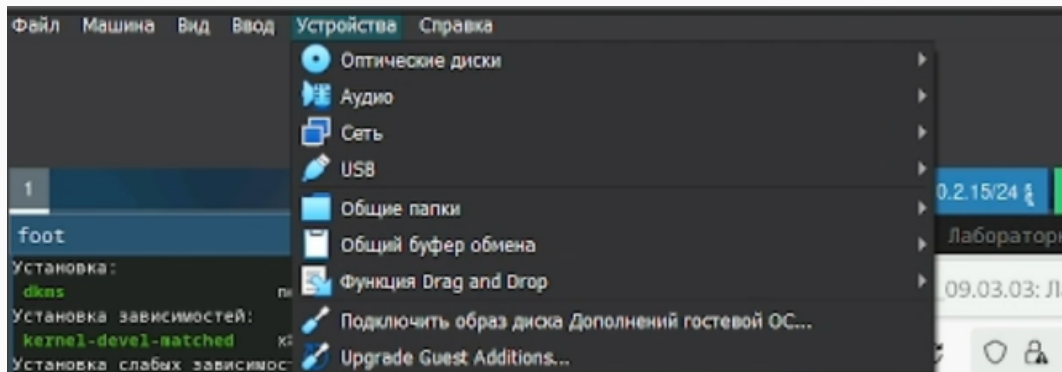 Файл Машина Вид Ввод Устройства Справка
Оптические диски
Аудио
Сеть
USB
1
0.2.15/24
Общие папки
foot
Общий буфер обмена
Лаборатор
Установка:
dkms
Функция Drag and Drop
_09.03.03: Л
Установка зависимостей:
Подключить образ диска Дополнений гостевой ОС...
kernel-devel-matched
Установка слабых зависимос
Upgrade Guest Additions...